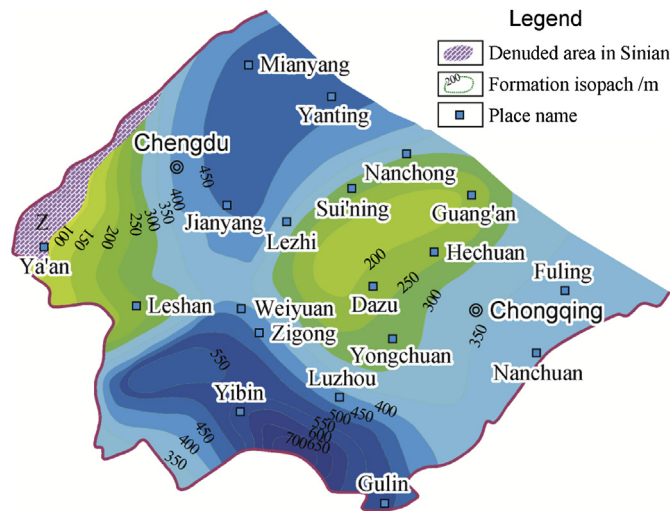 Legend
Denuded area in Sinian
200 Formation isopach /m
Place name
Mianyang
Yanting
Chengdu
450
400
350
300
250
200
150
100
Nanchong
Sui'ning
Guang'an
Jianyang
Lezhi
Z
Ya'an
Hechuan
200
250
300
Fuling
Leshan
Weiyuan
Dazu
Chongqing
Zigong
350
Yongchuan
Nanchuan
550
Luzhou
Yibin
400
450
500
550
600
650
700
450
400
350
Gulin